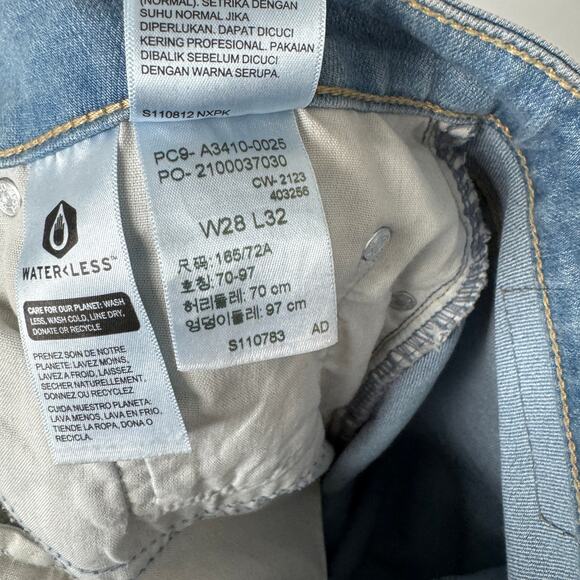 (NORMAL). SETRIKA DENGAN
SUHU NORMAL JIKA
DIPERLUKAN. DAPAT DICUCI
KERING PROFESIONAL. PAKAIAN
DIBALIK SEBELUM DICUCI
DENGAN WARNA SERUPA.
S110812 NXPK
PC9- A3410-0025
PO- 2100037030
CW-2123
403256
W28 L32
尺码: 165/72A
호칭: 70-97
허리둘레: 70 cm
엉덩이둘레: 97 cm
S110783 AD
WATER<LESS™
CARE FOR OUR PLANET: WASH
LESS, WASH COLD, LINE DRY,
DONATE OR RECYCLE
PRENEZ SOIN DE NOTRE
PLANETE: LAVEZ MOINS,
LAVEZ A FROID, LAISSEZ
SECHER NATURELLEMENT,
DONNEZ OU RECYCLEZ
CUIDA NUESTRO PLANETA:
LAVA MENOS, LAVA EN FRIO,
TIENDE LA ROPA, DONA O
RECICLA.